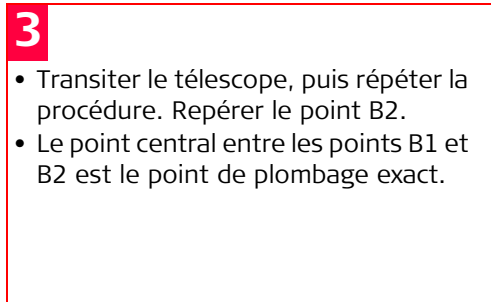 3
• Transiter le télescope, puis répéter la
procédure. Repérer le point B2.
• Le point central entre les points B1 et
B2 est le point de plombage exact.